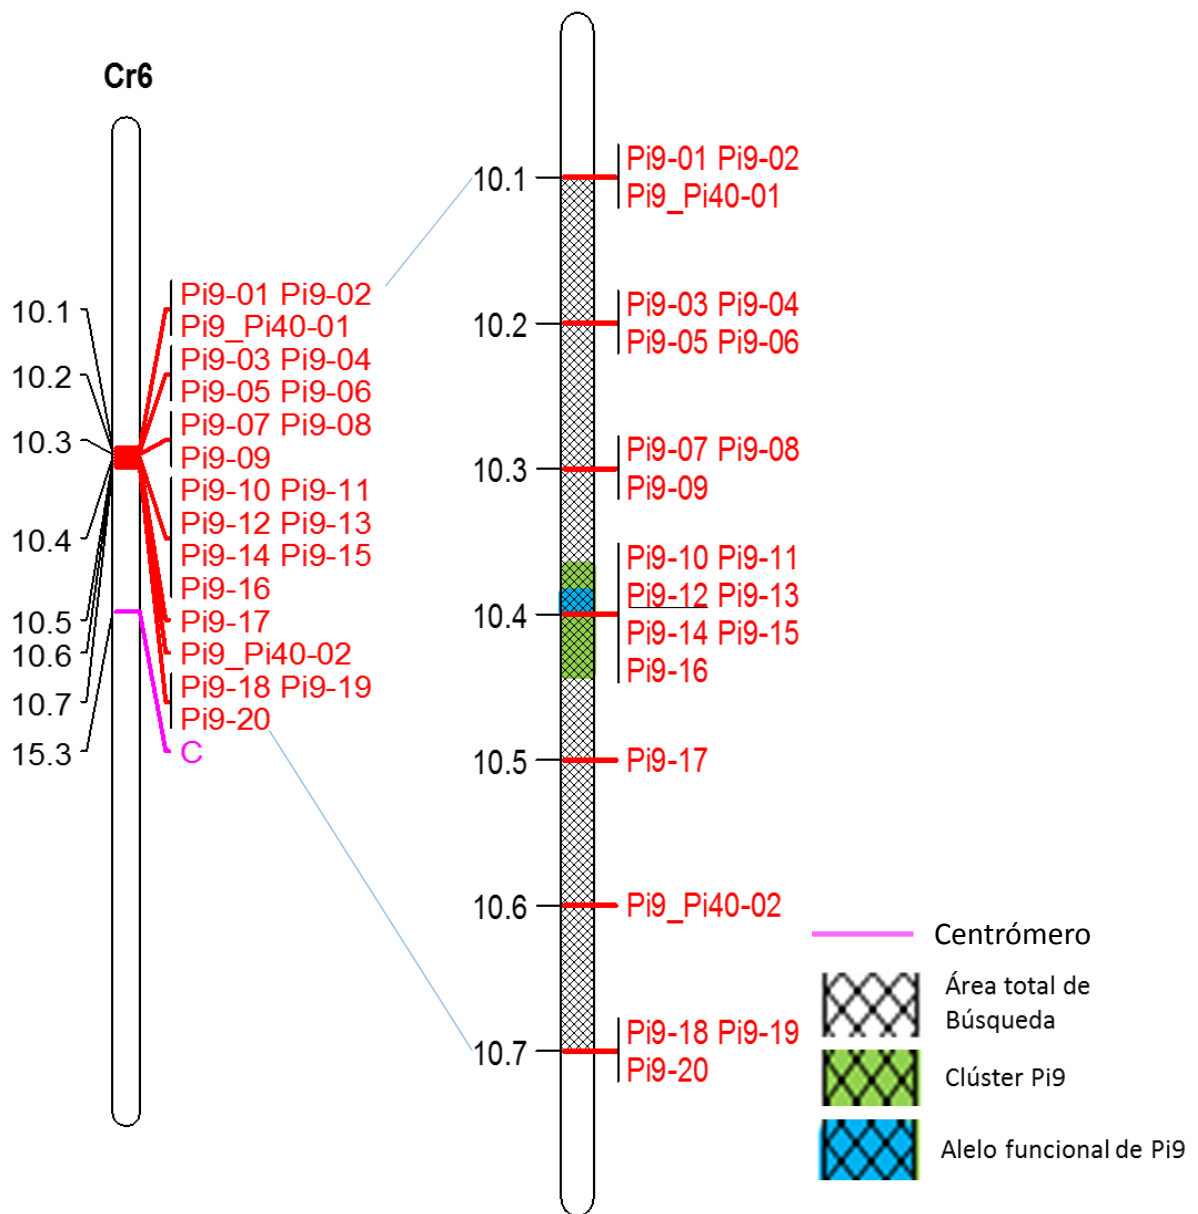 Cr6
10.1
10.2
10.3
10.4
10.5
10.6
10.7
15.3
Pi9-01 Pi9-02
Pi9_Pi40-01
Pi9-03 Pi9-04
Pi9-05 Pi9-06
Pi9-07 Pi9-08
Pi9-09
Pi9-10 Pi9-11
Pi9-12 Pi9-13
Pi9-14 Pi9-15
Pi9-16
Pi9-17
Pi9_Pi40-02
Pi9-18 Pi9-19
Pi9-20
C
10.1
Pi9-01 Pi9-02
Pi9_Pi40-01
10.2
Pi9-03 Pi9-04
Pi9-05 Pi9-06
10.3
Pi9-07 Pi9-08
Pi9-09
10.4
Pi9-10 Pi9-11
Pi9-12 Pi9-13
Pi9-14 Pi9-15
Pi9-16
10.5
Pi9-17
10.6
Pi9_Pi40-02
10.7
Pi9-18 Pi9-19
Pi9-20
Centrómero
Área total de
Búsqueda
Clúster Pi9
Alelo funcional de Pi9